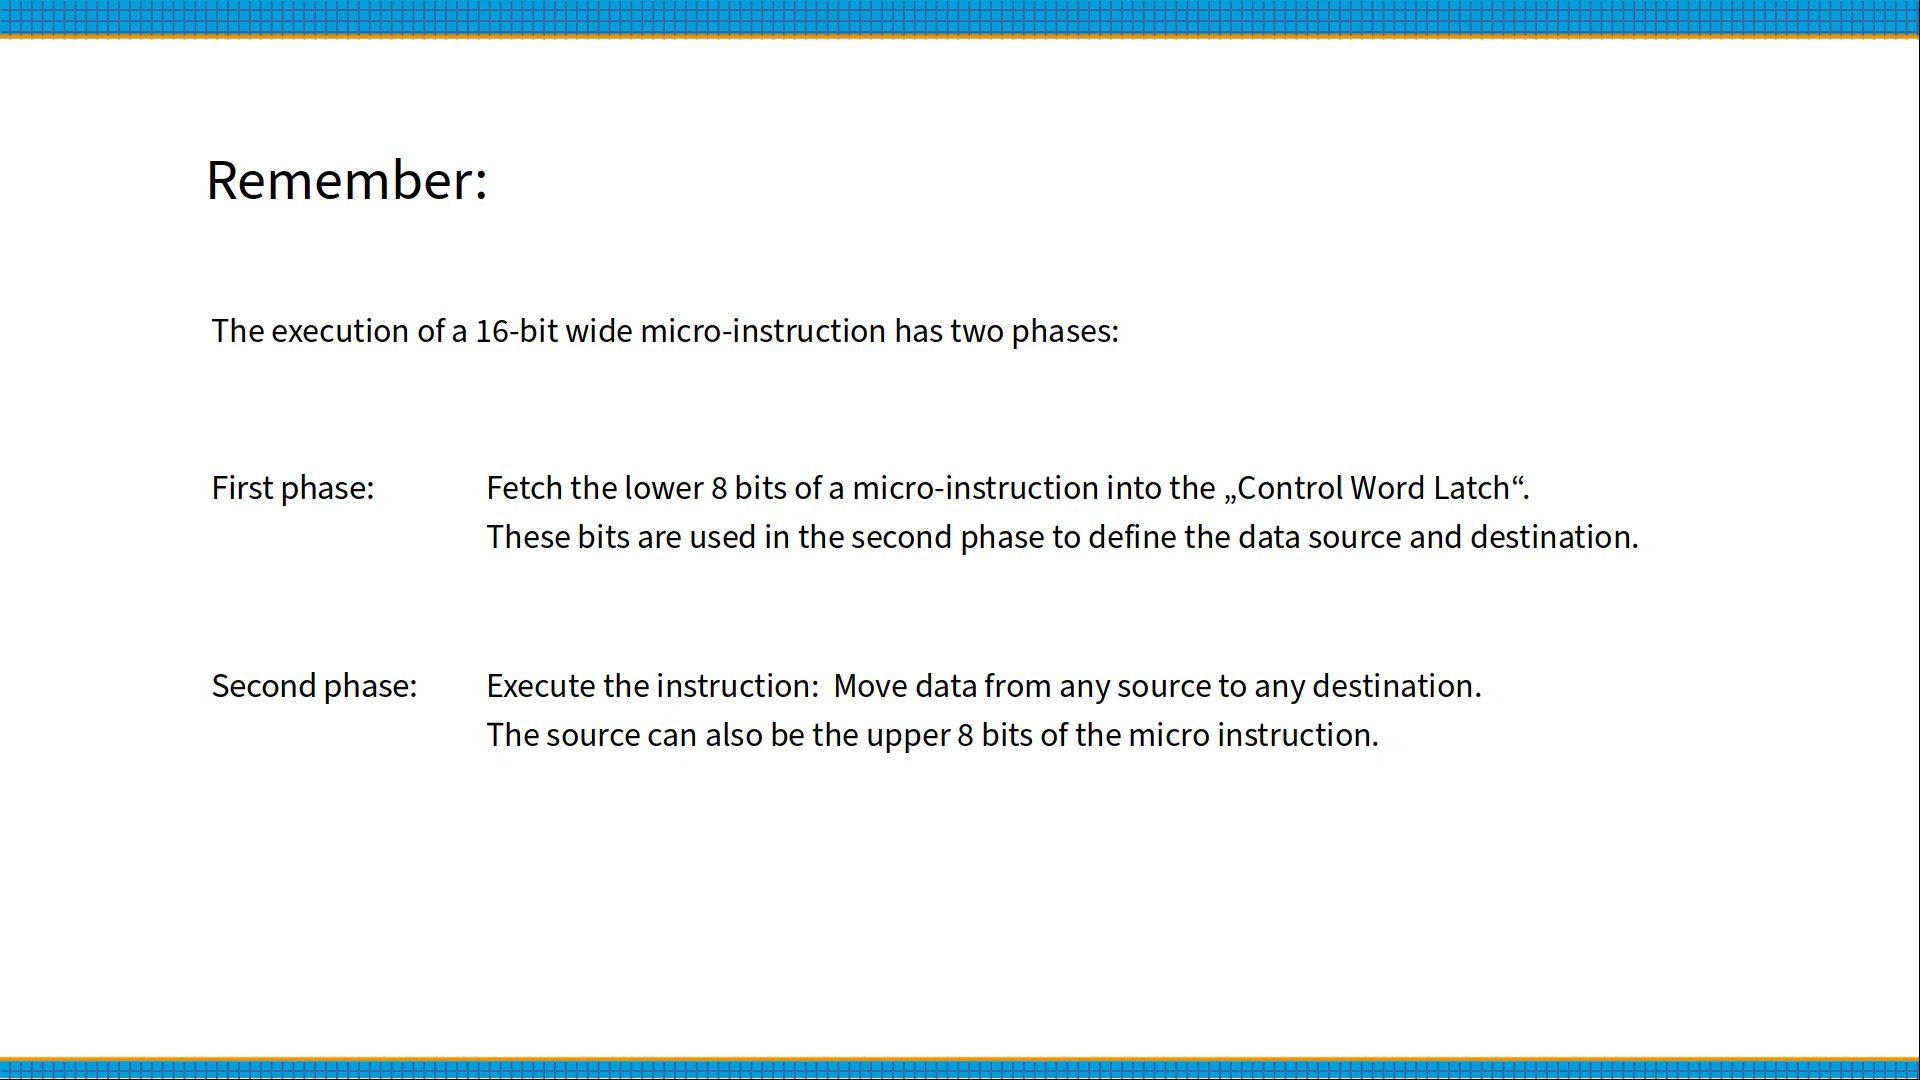 Remember:
The execution of a 16-bit wide micro-instruction has two phases:
First phase: Fetch the lower 8 bits of a micro-instruction into the „Control Word Latch“.
These bits are used in the second phase to define the data source and destination.
Second phase: Execute the instruction:  Move data from any source to any destination.
The source can also be the upper 8 bits of the micro instruction.